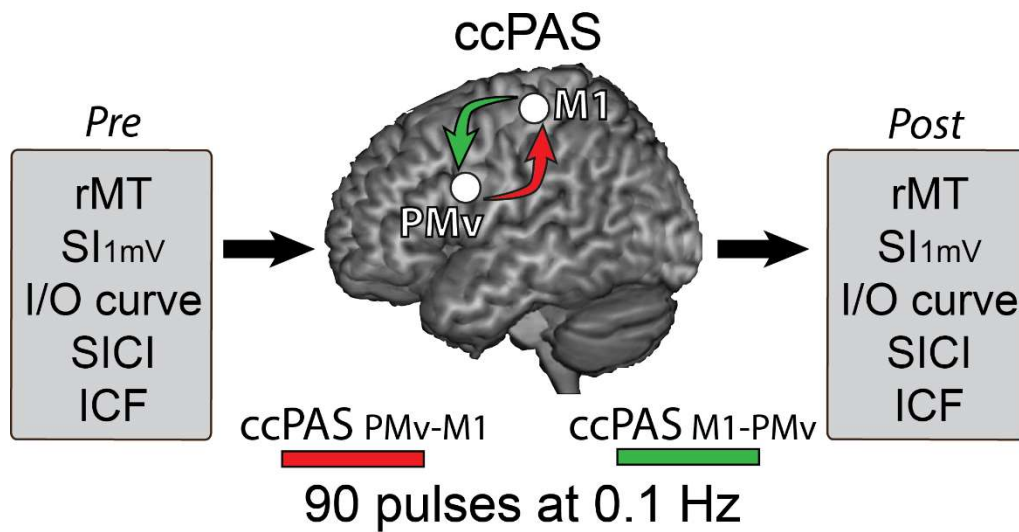 ccPAS
Pre
rMT
SI1mV
I/O curve
SICI
ICF
M1
PMv
Post
rMT
SI1mV
I/O curve
SICI
ICF
ccPAS PMv-M1
ccPAS M1-PMv
90 pulses at 0.1 Hz